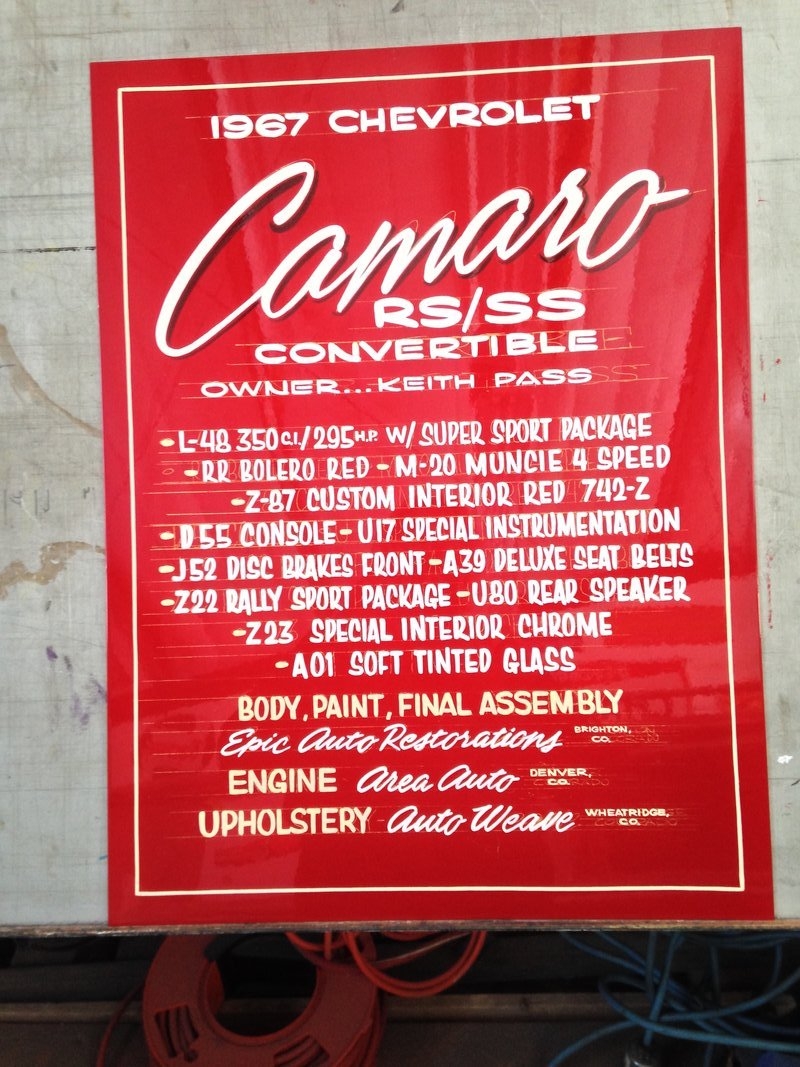 1967 CHEVROLET
Camaro
RS/SS
CONVERTIBLE
OWNER...KEITH PASS
-L-48 350 C.I./295 H.P. W/ SUPER SPORT PACKAGE
-RR BOLERO RED - M-20 MUNCIE 4 SPEED
-Z-87 CUSTOM INTERIOR RED 742-Z
- D55 CONSOLE - U17 SPECIAL INSTRUMENTATION
-J52 DISC BRAKES FRONT - A39 DELUXE SEAT BELTS
-Z22 RALLY SPORT PACKAGE - U80 REAR SPEAKER
-Z23 SPECIAL INTERIOR CHROME
-A01 SOFT TINTED GLASS
BODY, PAINT, FINAL ASSEMBLY
Epic Auto Restorations BRIGHTON, CO.
ENGINE Area Auto DENVER, CO.
UPHOLSTERY - Auto Weave WHEATRIDGE, CO.